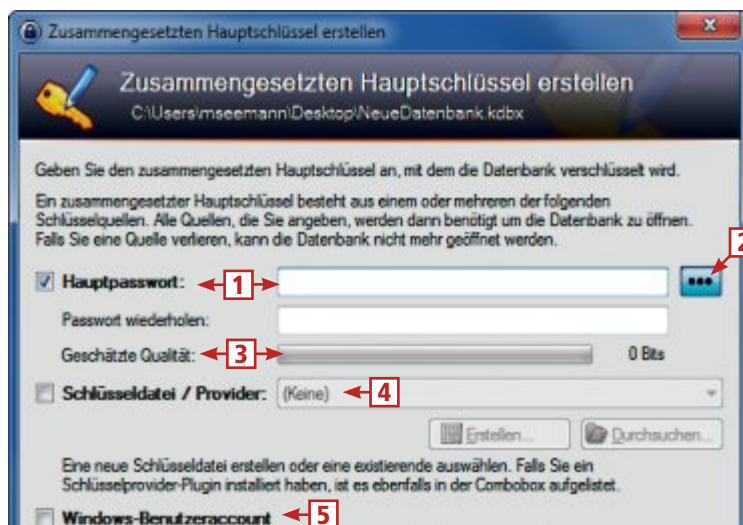 Zusammengesetzten Hauptschlüssel erstellen
Zusammengesetzten Hauptschlüssel erstellen
C:\Users\mseemann\Desktop\NeueDatenbank.kdbx
Geben Sie den zusammengesetzten Hauptschlüssel an, mit dem die Datenbank verschlüsselt wird.
Ein zusammengesetzter Hauptschlüssel besteht aus einem oder mehreren der folgenden
Schlüsselquellen. Alle Quellen, die Sie angeben, werden dann benötigt um die Datenbank zu öffnen.
Falls Sie eine Quelle verlieren, kann die Datenbank nicht mehr geöffnet werden.
2
Hauptpasswort: 1
Passwort wiederholen:
Geschätzte Qualität: 3 0 Bits
Schlüsseldatei / Provider: (Keine) 4
Erstellen... Durchsuchen...
Eine neue Schlüsseldatei erstellen oder eine existierende auswählen. Falls Sie ein
Schlüsselprovider-Plugin installiert haben, ist es ebenfalls in der Combobox aufgelistet.
Windows-Benutzeraccount 5